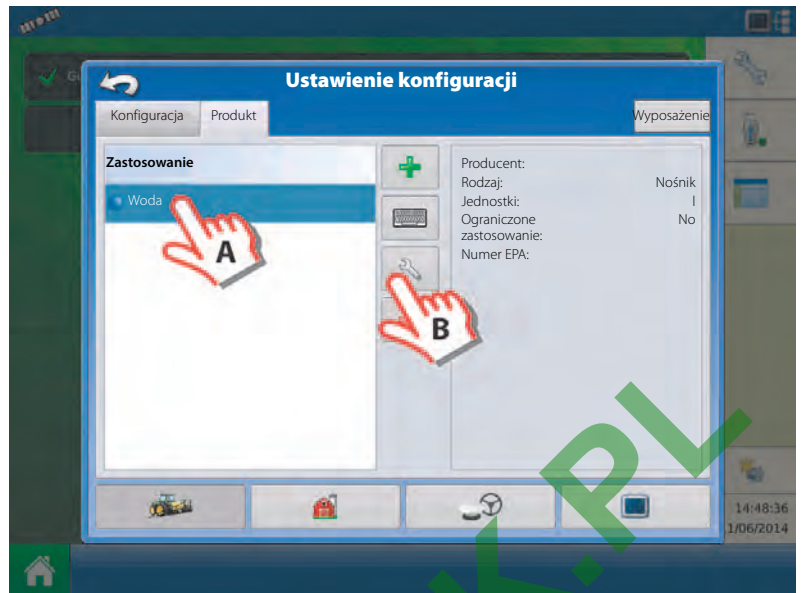 Ustawienie konfiguracji
Konfiguracja
Produkt
Wyposażenie
Zastosowanie
Woda
A
B
Producent:
Rodzaj: Nośnik
Jednostki: l
Ograniczone No
zastosowanie:
Numer EPA:
14:48:36
1/06/2014
K.PL